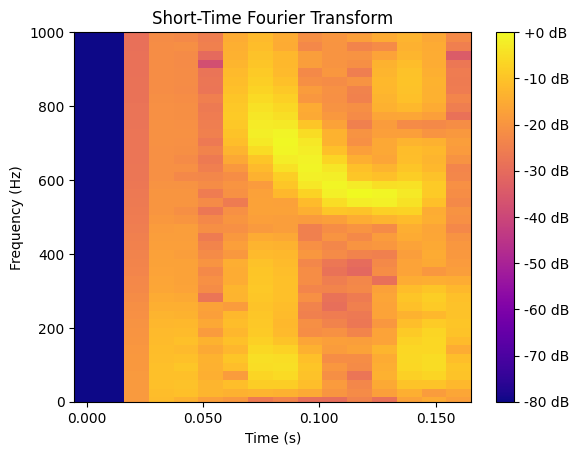 Short-Time Fourier Transform
1000
800
600
400
200
0
Frequency (Hz)
0.000
0.050
0.100
0.150
Time (s)
+0 dB
-10 dB
-20 dB
-30 dB
-40 dB
-50 dB
-60 dB
-70 dB
-80 dB